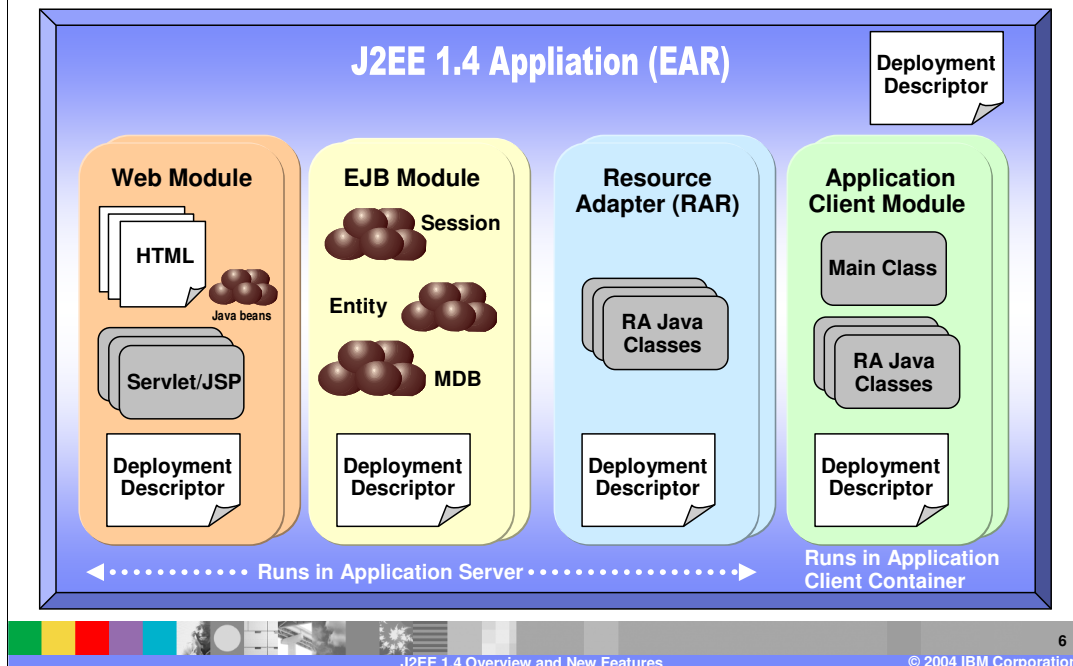 J2EE 1.4 Appliation (EAR)
Deployment
Descriptor
Web Module
HTML
Java beans
Servlet/JSP
Deployment
Descriptor
EJB Module
Session
Entity
MDB
Deployment
Descriptor
Resource
Adapter (RAR)
RA Java
Classes
Deployment
Descriptor
Application
Client Module
Main Class
RA Java
Classes
Deployment
Descriptor
Runs in Application Server
Runs in Application
Client Container
6
J2EE 1.4 Overview and New Features
© 2004 IBM Corporation